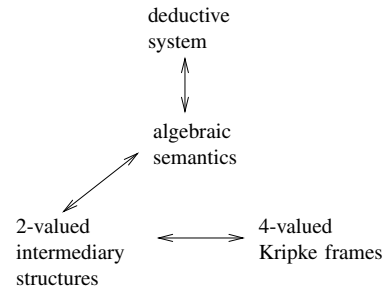 deductive
system
algebraic
semantics
2-valued
intermediary
structures
4-valued
Kripke frames